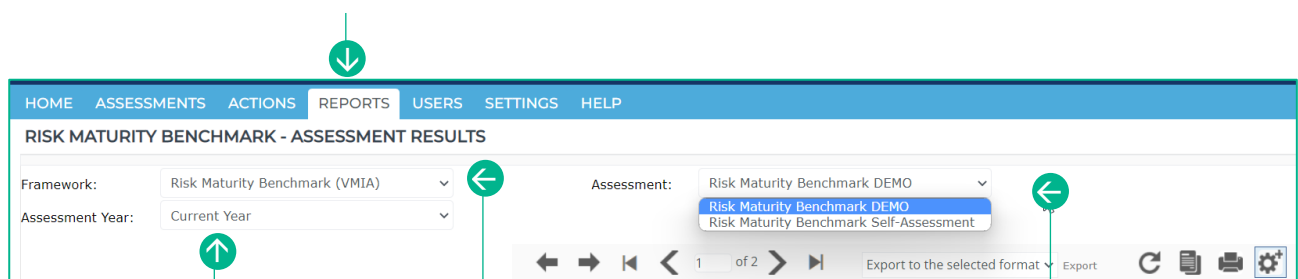 HOME ASSESSMENTS ACTIONS REPORTS USERS SETTINGS HELP
RISK MATURITY BENCHMARK - ASSESSMENT RESULTS
Framework: Risk Maturity Benchmark (VMIA) Assessment: Risk Maturity Benchmark DEMO
Assessment Year: Current Year Risk Maturity Benchmark DEMO
Risk Maturity Benchmark Self-Assessment
1 of 2 Export to the selected format Export